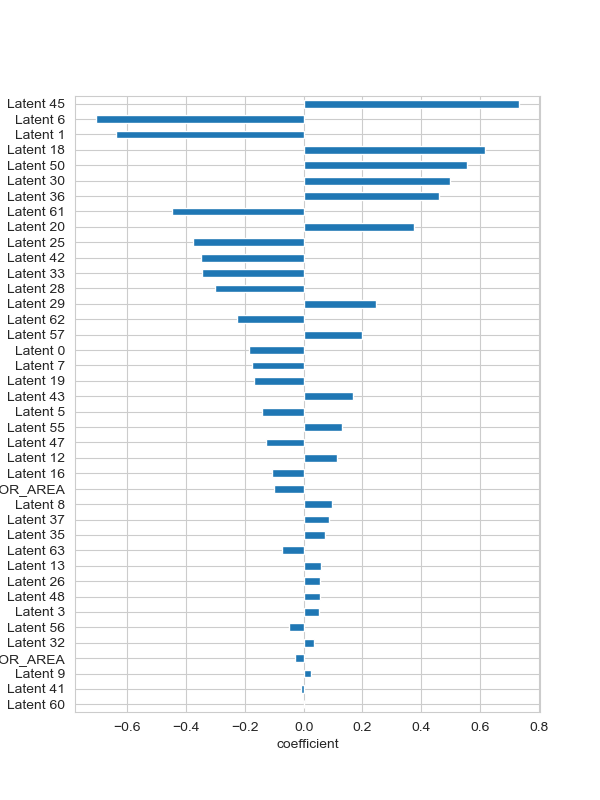 Latent 45
Latent 6
Latent 1
Latent 18
Latent 50
Latent 30
Latent 36
Latent 61
Latent 20
Latent 25
Latent 42
Latent 33
Latent 28
Latent 29
Latent 62
Latent 57
Latent 0
Latent 7
Latent 19
Latent 43
Latent 5
Latent 55
Latent 47
Latent 12
Latent 16
OR_AREA
Latent 8
Latent 37
Latent 35
Latent 63
Latent 13
Latent 26
Latent 48
Latent 3
Latent 56
Latent 32
OR_AREA
Latent 9
Latent 41
Latent 60
−0.6 −0.4 −0.2 0.0 0.2 0.4 0.6 0.8
coefficient